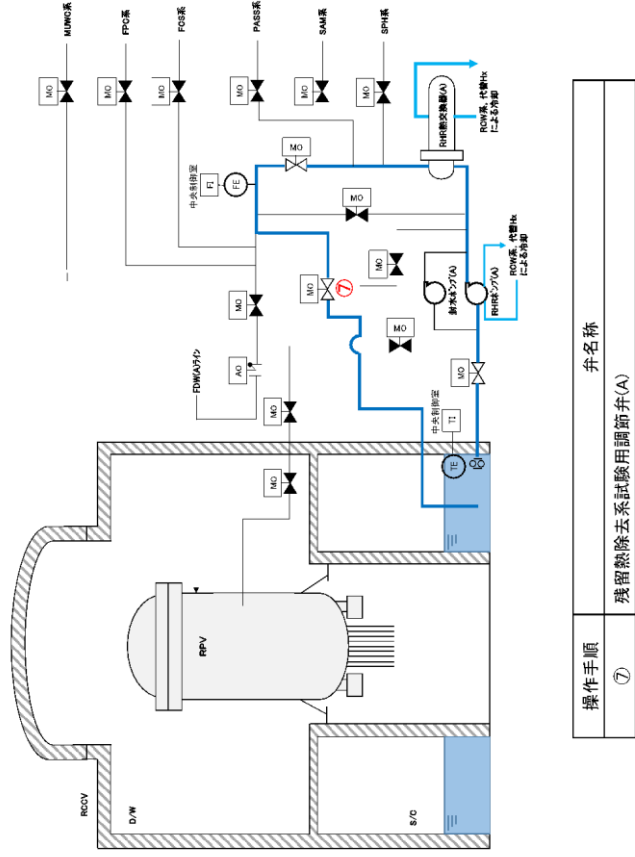 MUWC系
FPC系
FCS系
PASS系
SAM系
SPH系
MO
MO
MO
MO
MO
MO
中央制御室
FI
FE
MO
RHR熱交換器(A)
RCW系、代替Hx
による冷却
MO
MO
⑦
MO
MO
封水ポンプ(A)
RHRポンプ(A)
RCW系、代替Hx
による冷却
MO
AO
FDW(A)ライン
MO
MO
MO
中央制御室
TI
TE
RPV
RCCV
D/W
S/C
操作手順
弁名称
⑦
残留熱除去系試験用調節弁(A)